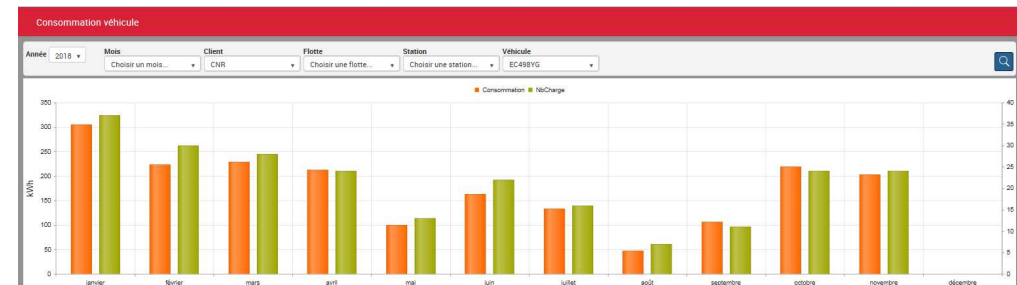 Consommation véhicule
Année 2018 Mois Choisir un mois... Client CNR Flotte Choisir une flotte... Station Choisir une station... Véhicule EC498YG
Consommation NbCharge
350 40
300 35
250 30
200 25
150 20
100 15
50 10
0 5
0
kWh
janvier février mars avril mai juin juillet août septembre octobre novembre décembre